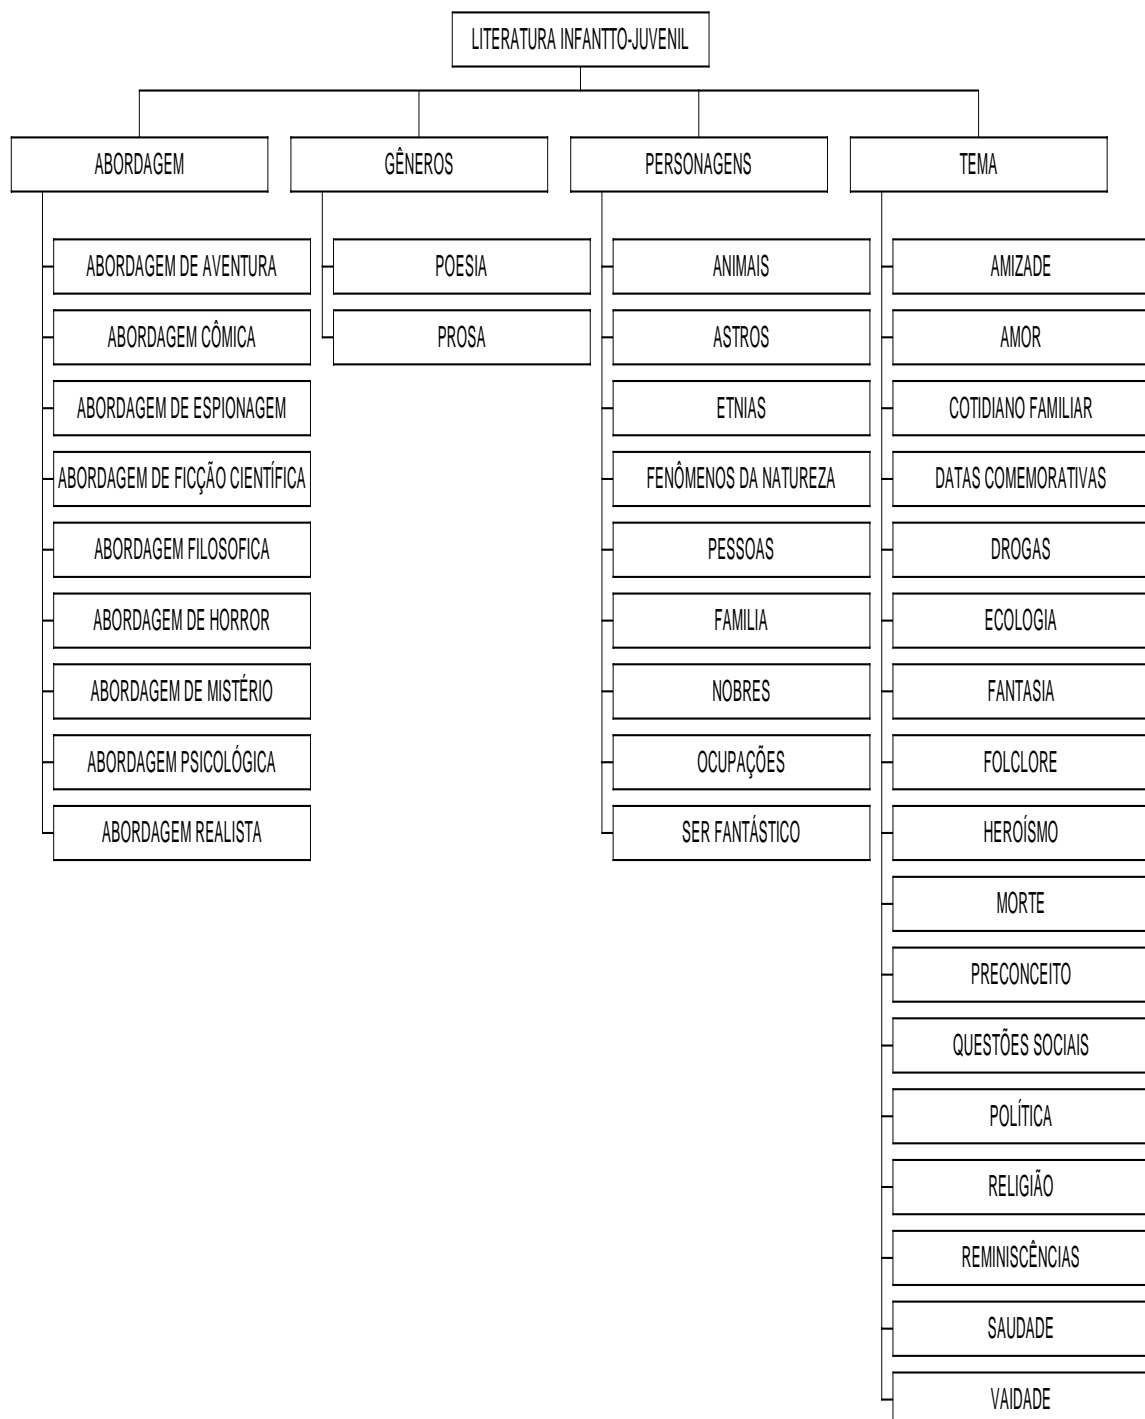 LITERATURA INFANTTO-JUVENIL
ABORDAGEM
ABORDAGEM DE AVENTURA
ABORDAGEM CÔMICA
ABORDAGEM DE ESPIONAGEM
ABORDAGEM DE FICÇÃO CIENTÍFICA
ABORDAGEM FILOSOFICA
ABORDAGEM DE HORROR
ABORDAGEM DE MISTÉRIO
ABORDAGEM PSICOLÓGICA
ABORDAGEM REALISTA
GÊNEROS
POESIA
PROSA
PERSONAGENS
ANIMAIS
ASTROS
ETNIAS
FENÔMENOS DA NATUREZA
PESSOAS
FAMILIA
NOBRES
OCUPAÇÕES
SER FANTÁSTICO
TEMA
AMIZADE
AMOR
COTIDIANO FAMILIAR
DATAS COMEMORATIVAS
DROGAS
ECOLOGIA
FANTASIA
FOLCLORE
HEROÍSMO
MORTE
PRECONCEITO
QUESTÕES SOCIAIS
POLÍTICA
RELIGIÃO
REMINISCÊNCIAS
SAUDADE
VAIDADE